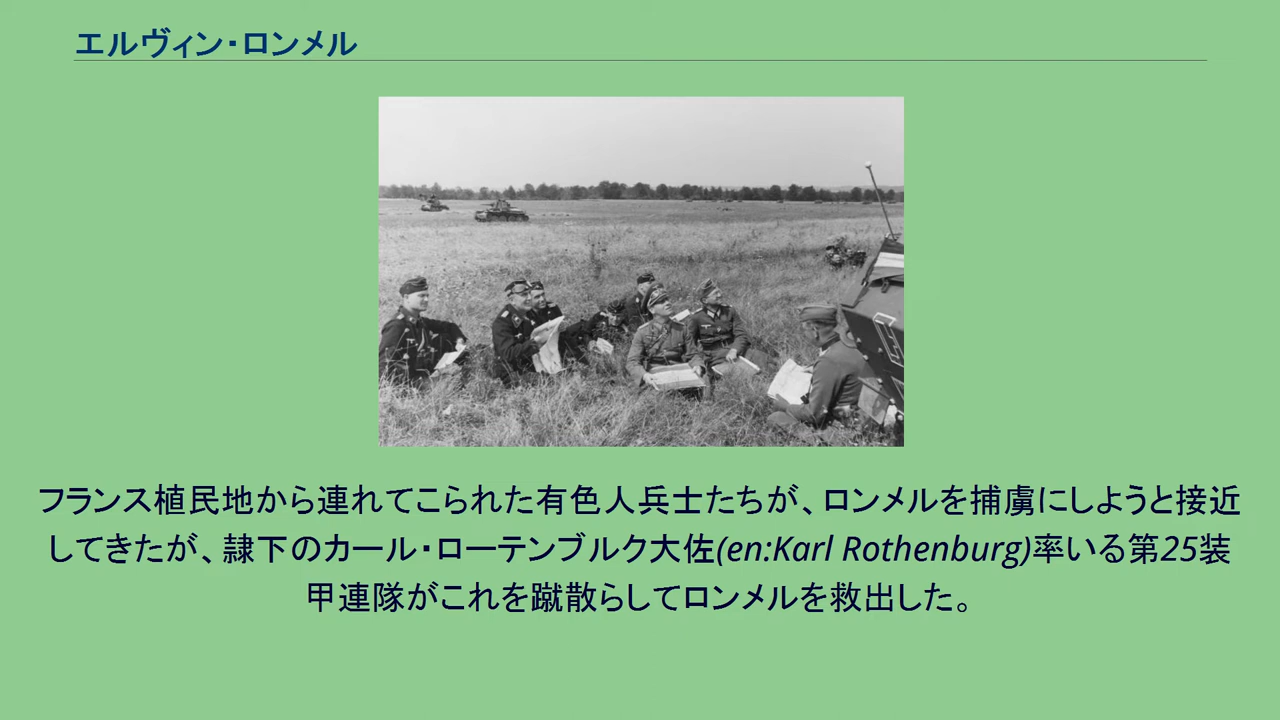 エルヴィン・ロンメル
フランス植民地から連れてこられた有色人兵士たちが、ロンメルを捕虜にしようと接近
してきたが、隷下のカール・ローテンブルク大佐(en:Karl Rothenburg)率いる第25装
甲連隊がこれを蹴散らしてロンメルを救出した。